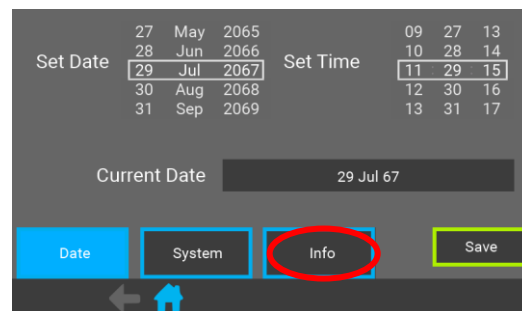 27 May 2065 09 27 13
28 Jun 2066 10 28 14
Set Date 29 Jul 2067 Set Time 11 : 29 : 15
30 Aug 2068 12 30 16
31 Sep 2069 13 31 17
Current Date 29 Jul 67
Date System Info Save